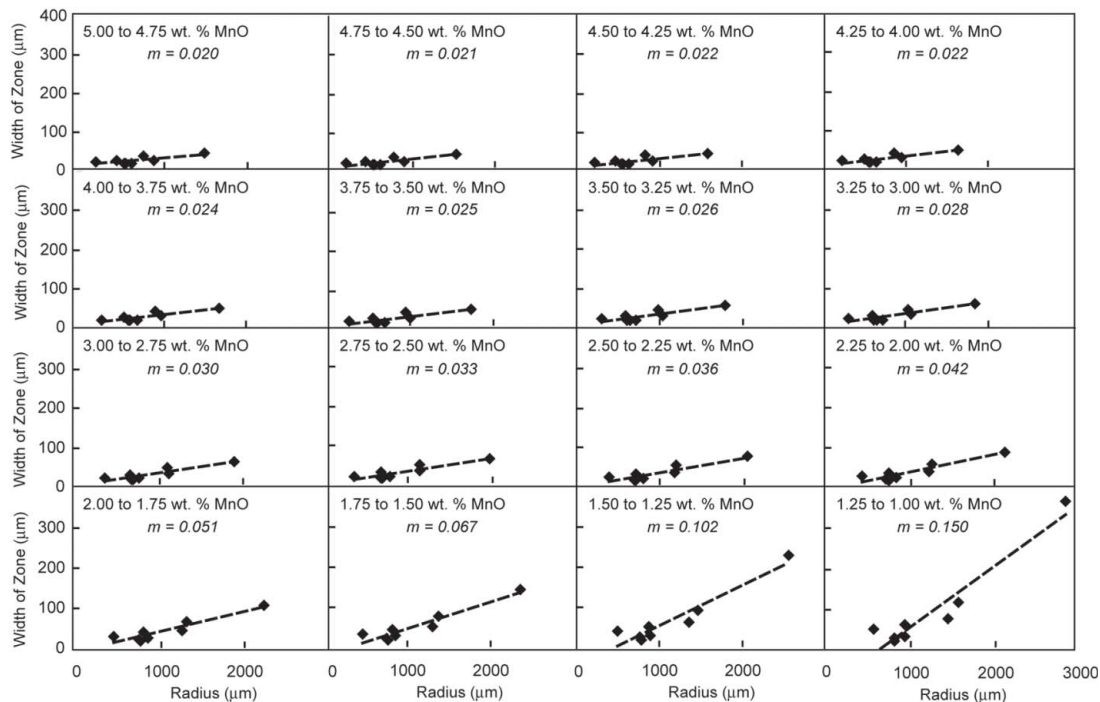 400
300
200
100
0
Width of Zone (µm)
5.00 to 4.75 wt. % MnO
m = 0.020
4.75 to 4.50 wt. % MnO
m = 0.021
4.50 to 4.25 wt. % MnO
m = 0.022
4.25 to 4.00 wt. % MnO
m = 0.022
300
200
100
0
Width of Zone (µm)
4.00 to 3.75 wt. % MnO
m = 0.024
3.75 to 3.50 wt. % MnO
m = 0.025
3.50 to 3.25 wt. % MnO
m = 0.026
3.25 to 3.00 wt. % MnO
m = 0.028
300
200
100
0
Width of Zone (µm)
3.00 to 2.75 wt. % MnO
m = 0.030
2.75 to 2.50 wt. % MnO
m = 0.033
2.50 to 2.25 wt. % MnO
m = 0.036
2.25 to 2.00 wt. % MnO
m = 0.042
300
200
100
0
Width of Zone (µm)
2.00 to 1.75 wt. % MnO
m = 0.051
1.75 to 1.50 wt. % MnO
m = 0.067
1.50 to 1.25 wt. % MnO
m = 0.102
1.25 to 1.00 wt. % MnO
m = 0.150
0 1000 2000
Radius (µm)
0 1000 2000
Radius (µm)
0 1000 2000
Radius (µm)
0 1000 2000 3000
Radius (µm)